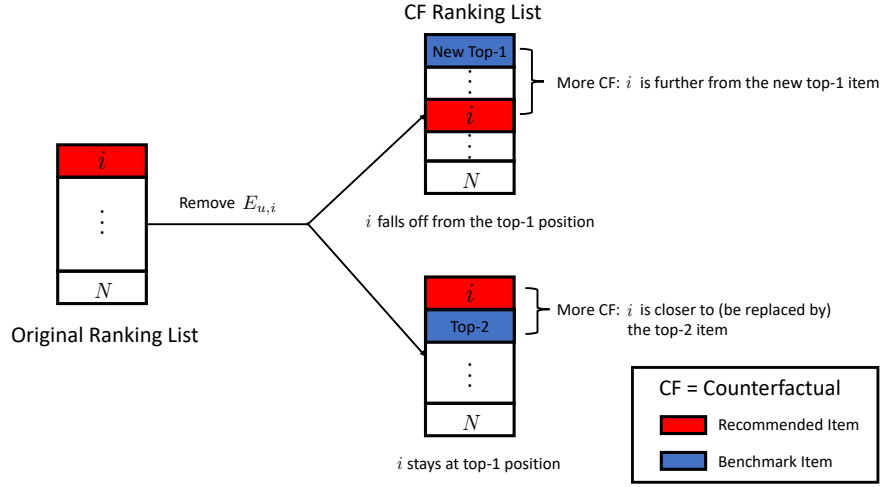 CF Ranking List
New Top-1
⋮ ⋮
i
⋮ ⋮
N
More CF: i is further from the new top-1 item
i falls off from the top-1 position
i
⋮
N
Original Ranking List
Remove E_{u,i}
i
Top-2
⋮
N
More CF: i is closer to (be replaced by)
the top-2 item
i stays at top-1 position
CF = Counterfactual
Recommended Item
Benchmark Item